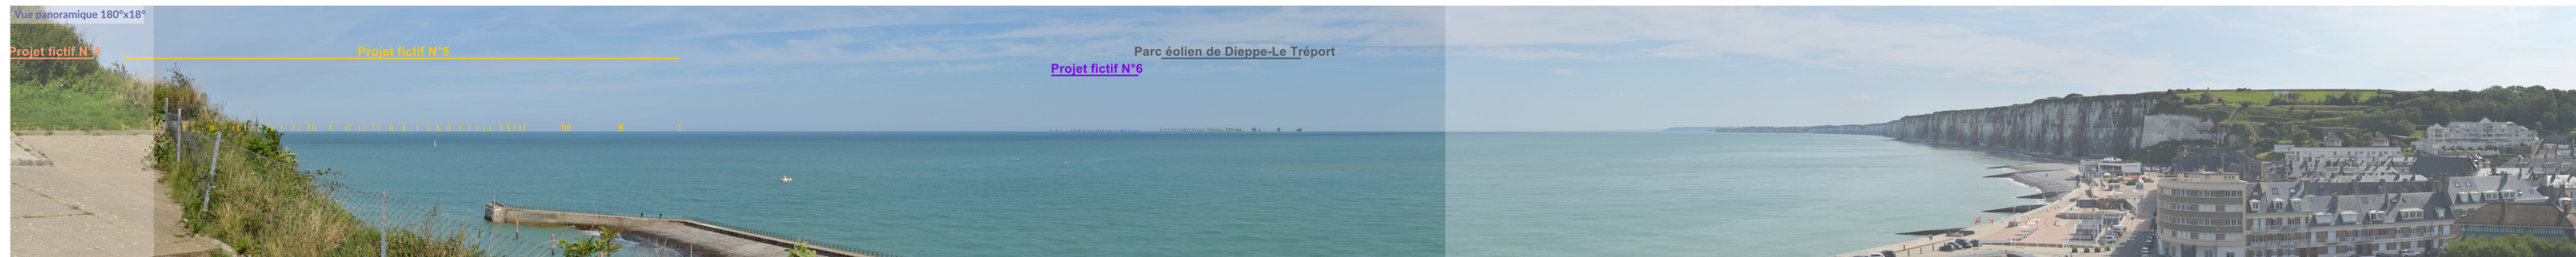 Vue panoramique 180°x18°
Projet fictif N°4
Projet fictif N°5
Parc éolien de Dieppe-Le Tréport
Projet fictif N°6